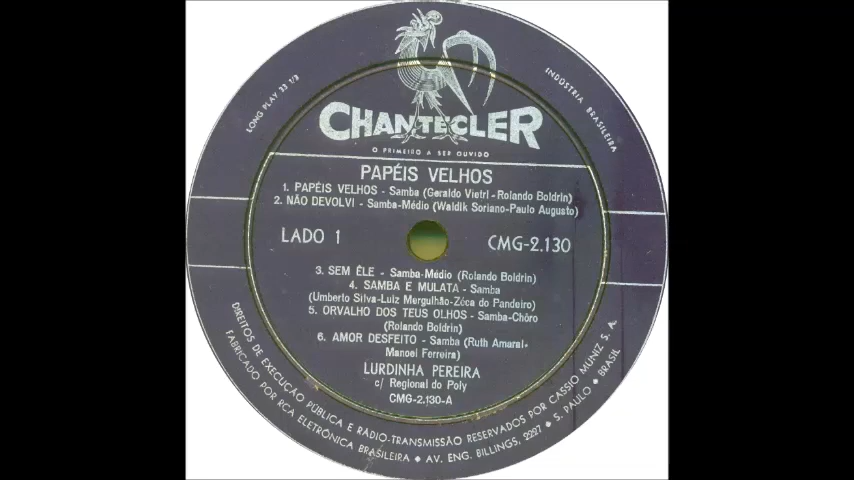 LONG PLAY 33 1/3
INDÚSTRIA BRASILEIRA
CHANTECLER
O PRIMEIRO A SER OUVIDO
PAPÉIS VELHOS
1. PAPÉIS VELHOS - Samba (Geraldo Vietri - Rolando Boldrin)
2. NÃO DEVOLVI - Samba-Médio (Waldik Soriano-Paulo Augusto)
LADO 1
CMG-2.130
3. SEM ÊLE - Samba-Médio (Rolando Boldrin)
4. SAMBA E MULATA - Samba
(Umberto Silva-Luiz Mergulhão-Zéca do Pandeiro)
5. ORVALHO DOS TEUS OLHOS - Samba-Chôro
(Rolando Boldrin)
6. AMOR DESFEITO - Samba (Ruth Amaral-
Manoel Ferreira)
LURDINHA PEREIRA
c/ Regional do Poly
CMG-2.130-A
DIREITOS DE EXECUÇÃO PÚBLICA E RÁDIO-TRANSMISSÃO RESERVADOS POR CASSIO MUNIZ S. A.
FABRICADO POR RCA ELETRÔNICA BRASILEIRA ◆ AV. ENG. BILLINGS, 2227 ◆ S. PAULO ◆ BRASIL